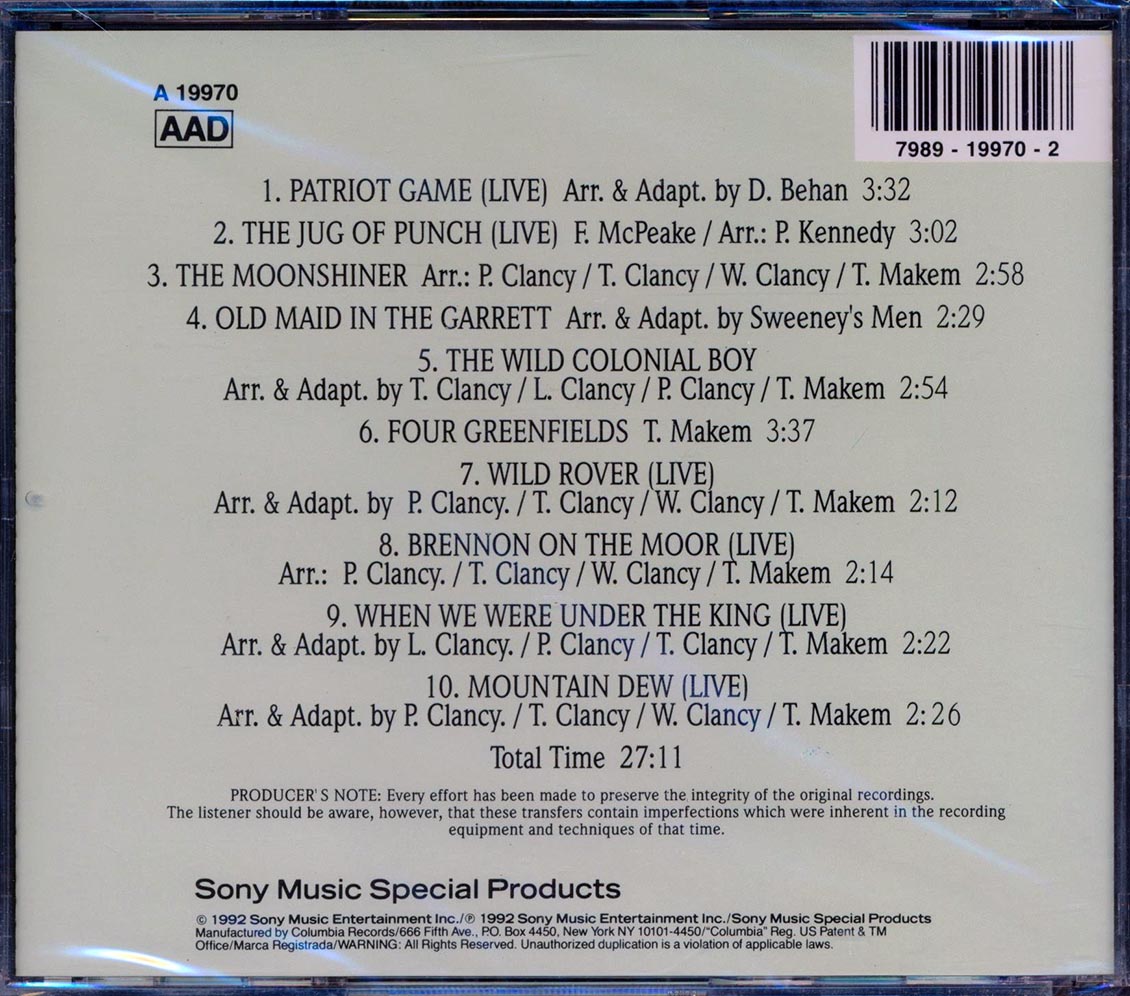 A 19970
AAD
7989 - 19970 - 2
1. PATRIOT GAME (LIVE) Arr. & Adapt. by D. Behan 3:32
2. THE JUG OF PUNCH (LIVE) F. McPeake / Arr.: P. Kennedy 3:02
3. THE MOONSHINER Arr.: P. Clancy / T. Clancy / W. Clancy / T. Makem 2:58
4. OLD MAID IN THE GARRETT Arr. & Adapt. by Sweeney's Men 2:29
5. THE WILD COLONIAL BOY
Arr. & Adapt. by T. Clancy / L. Clancy / P. Clancy / T. Makem 2:54
6. FOUR GREENFIELDS T. Makem 3:37
7. WILD ROVER (LIVE)
Arr. & Adapt. by P. Clancy. / T. Clancy / W. Clancy / T. Makem 2:12
8. BRENNON ON THE MOOR (LIVE)
Arr.: P. Clancy. / T. Clancy / W. Clancy / T. Makem 2:14
9. WHEN WE WERE UNDER THE KING (LIVE)
Arr. & Adapt. by L. Clancy. / P. Clancy / T. Clancy / T. Makem 2:22
10. MOUNTAIN DEW (LIVE)
Arr. & Adapt. by P. Clancy. / T. Clancy / W. Clancy / T. Makem 2:26
Total Time 27:11
PRODUCER'S NOTE: Every effort has been made to preserve the integrity of the original recordings.
The listener should be aware, however, that these transfers contain imperfections which were inherent in the recording
equipment and techniques of that time.
Sony Music Special Products
© 1992 Sony Music Entertainment Inc./℗ 1992 Sony Music Entertainment Inc./Sony Music Special Products
Manufactured by Columbia Records/666 Fifth Ave., P.O. Box 4450, New York NY 10101-4450/"Columbia" Reg. US Patent & TM
Office/Marca Registrada/WARNING: All Rights Reserved. Unauthorized duplication is a violation of applicable laws.